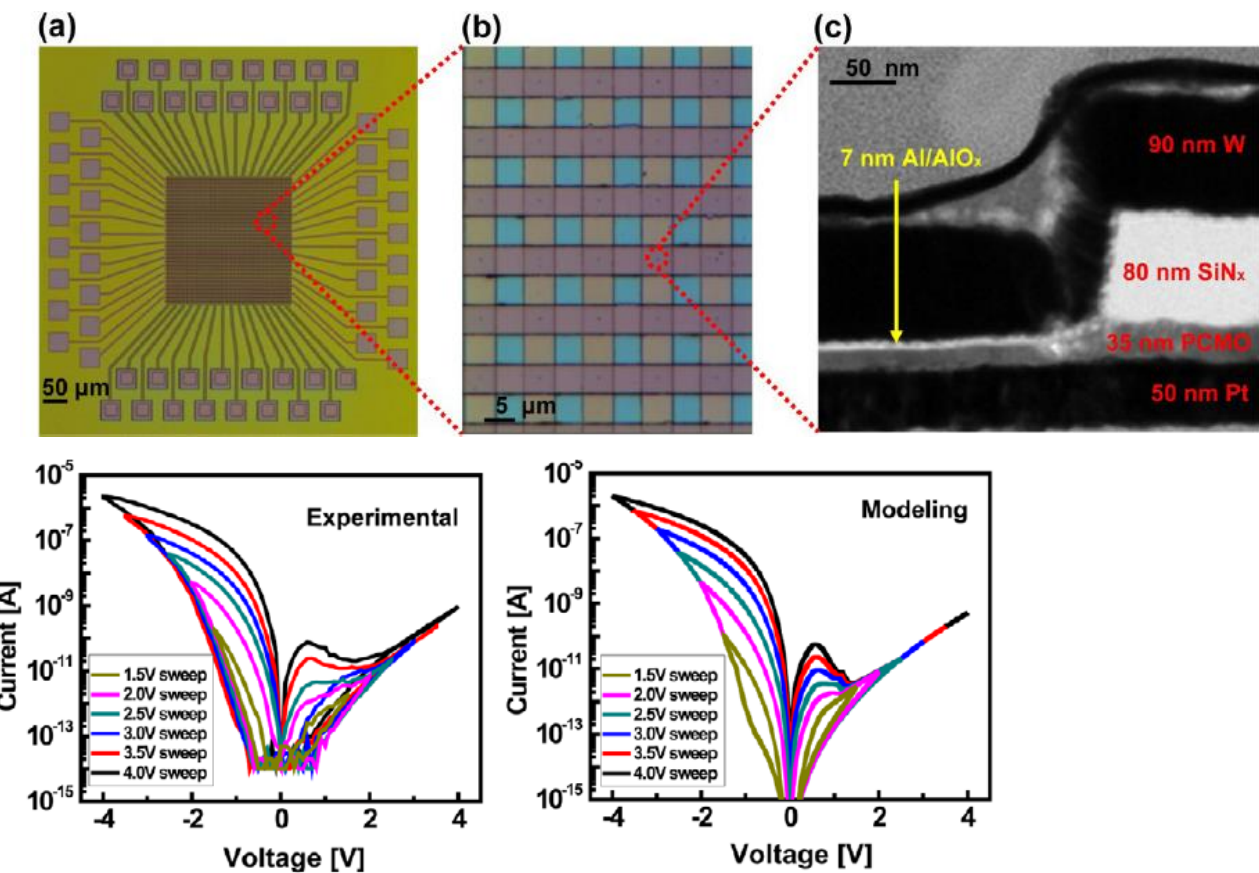 (a)
(b)
(c)
50 μm
5 μm
50 nm
7 nm Al/AlOₓ
90 nm W
80 nm SiNₓ
35 nm PCMO
50 nm Pt
Current [A]
10⁻⁵
10⁻⁷
10⁻⁹
10⁻¹¹
10⁻¹³
10⁻¹⁵
Experimental
1.5V sweep
2.0V sweep
2.5V sweep
3.0V sweep
3.5V sweep
4.0V sweep
-4 -2 0 2 4
Voltage [V]
Current [A]
10⁻⁵
10⁻⁷
10⁻⁹
10⁻¹¹
10⁻¹³
10⁻¹⁵
Modeling
1.5V sweep
2.0V sweep
2.5V sweep
3.0V sweep
3.5V sweep
4.0V sweep
-4 -2 0 2 4
Voltage [V]